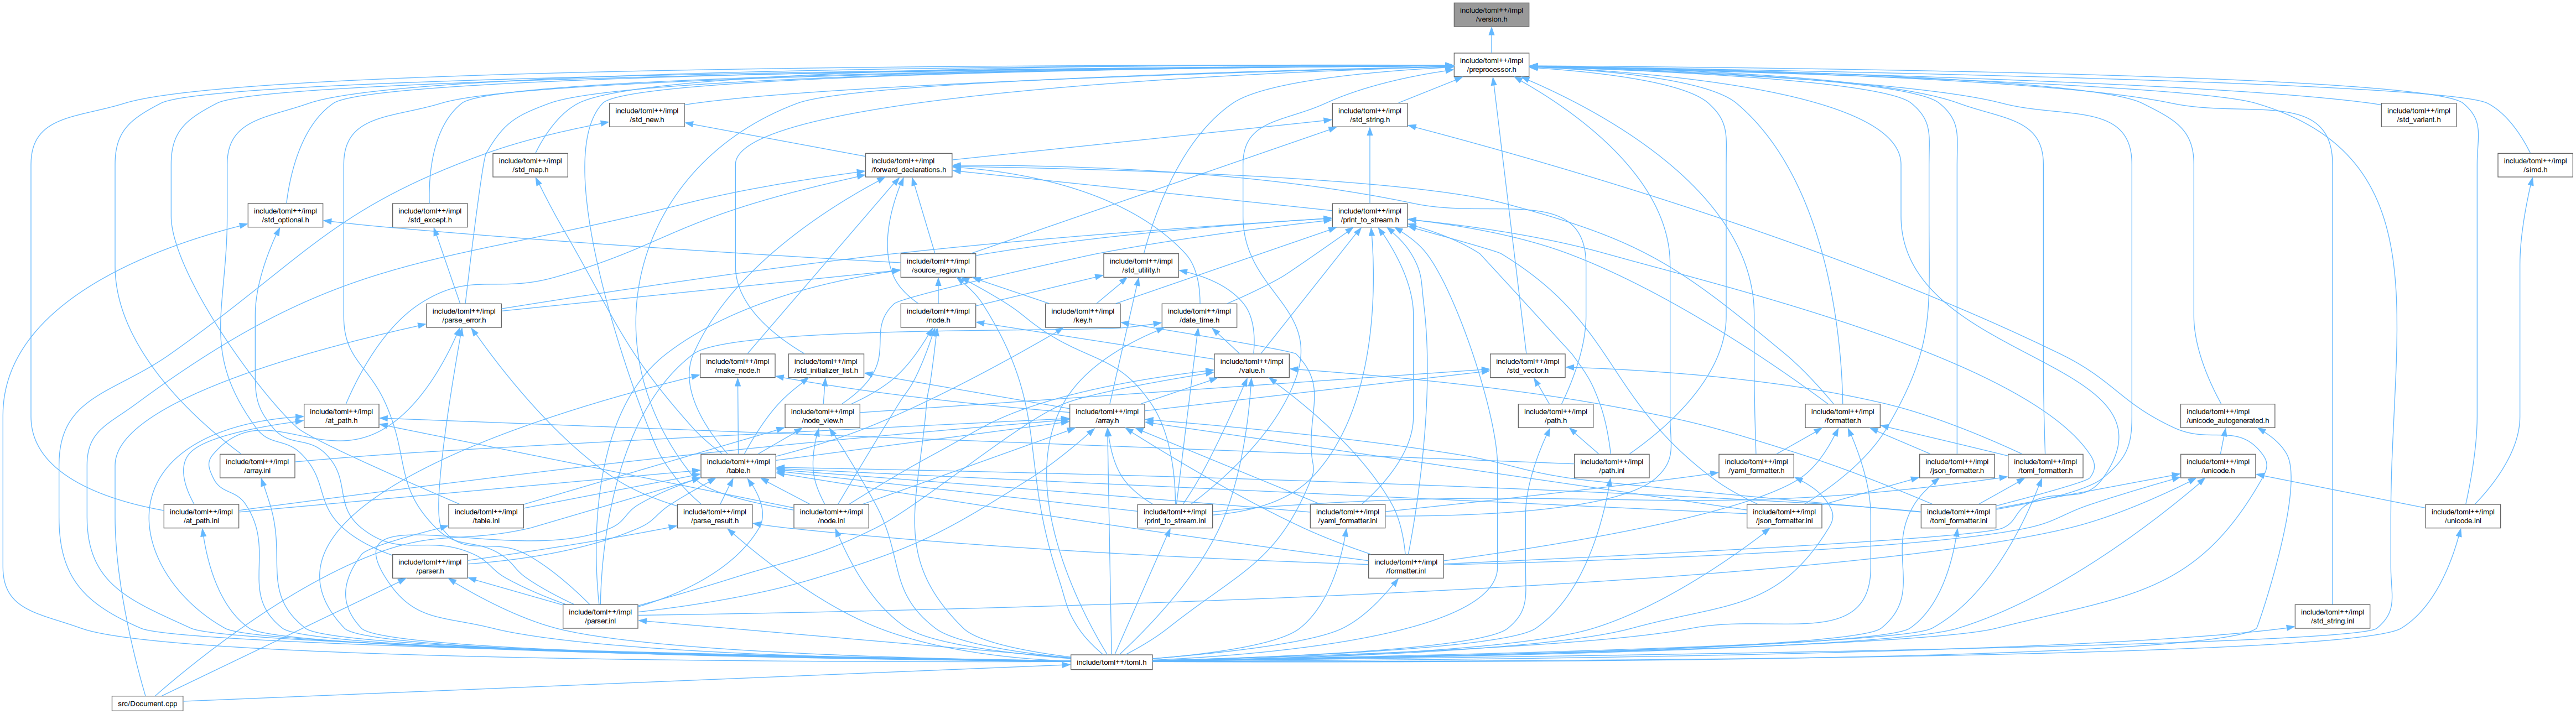 include/toml++/impl
/version.h
include/toml++/impl
/preprocessor.h
include/toml++/impl
/std_new.h
include/toml++/impl
/std_string.h
include/toml++/impl
/std_variant.h
include/toml++/impl
/std_map.h
include/toml++/impl
/forward_declarations.h
include/toml++/impl
/simd.h
include/toml++/impl
/std_optional.h
include/toml++/impl
/std_except.h
include/toml++/impl
/print_to_stream.h
include/toml++/impl
/source_region.h
include/toml++/impl
/std_utility.h
include/toml++/impl
/parse_error.h
include/toml++/impl
/node.h
include/toml++/impl
/key.h
include/toml++/impl
/date_time.h
include/toml++/impl
/make_node.h
include/toml++/impl
/std_initializer_list.h
include/toml++/impl
/value.h
include/toml++/impl
/std_vector.h
include/toml++/impl
/at_path.h
include/toml++/impl
/node_view.h
include/toml++/impl
/array.h
include/toml++/impl
/path.h
include/toml++/impl
/formatter.h
include/toml++/impl
/unicode_autogenerated.h
include/toml++/impl
/array.inl
include/toml++/impl
/table.h
include/toml++/impl
/path.inl
include/toml++/impl
/yaml_formatter.h
include/toml++/impl
/json_formatter.h
include/toml++/impl
/toml_formatter.h
include/toml++/impl
/unicode.h
include/toml++/impl
/at_path.inl
include/toml++/impl
/table.inl
include/toml++/impl
/parse_result.h
include/toml++/impl
/node.inl
include/toml++/impl
/print_to_stream.inl
include/toml++/impl
/yaml_formatter.inl
include/toml++/impl
/json_formatter.inl
include/toml++/impl
/toml_formatter.inl
include/toml++/impl
/unicode.inl
include/toml++/impl
/parser.h
include/toml++/impl
/formatter.inl
include/toml++/impl
/parser.inl
include/toml++/impl
/std_string.inl
include/toml++/toml.h
src/Document.cpp